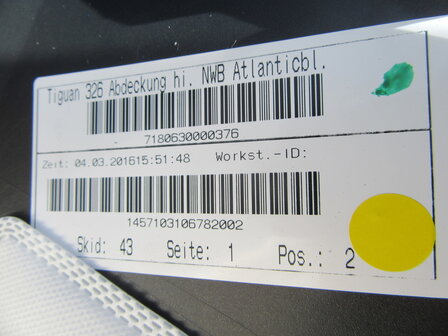 Tiguan 326 Abdeckung hi. NWB Atlanticbl.
7180630000376
Zeit: 04.03.201615:51:48 Workst.-ID:
1457103106782002
Skid: 43 Seite: 1 Pos.: 2